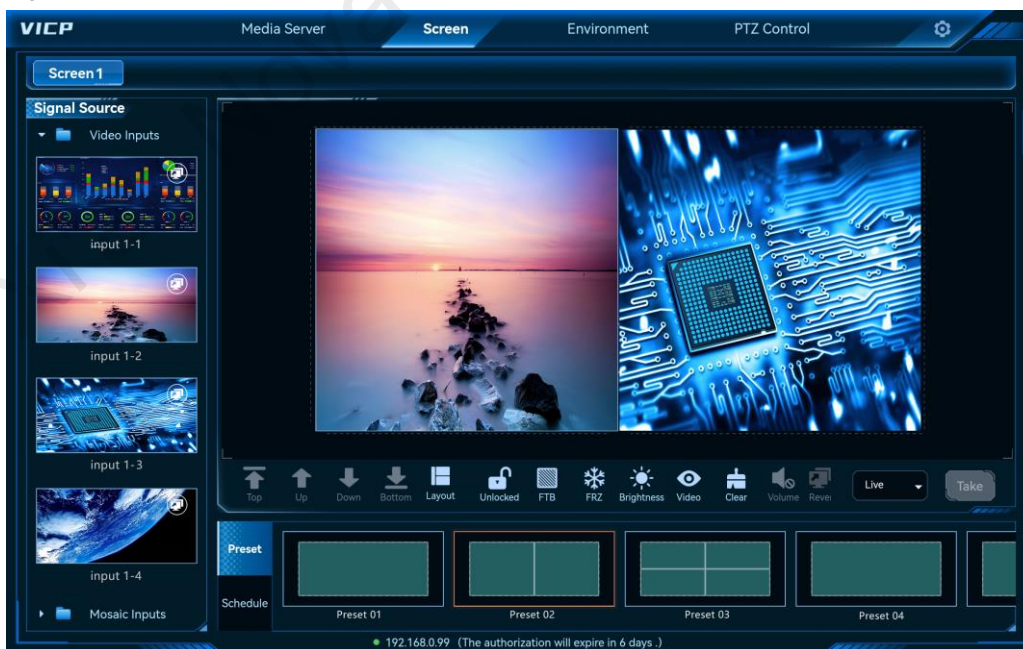 VICP
Media Server
Screen
Environment
PTZ Control
Screen 1
Signal Source
Video Inputs
input 1-1
input 1-2
input 1-3
input 1-4
Mosaic Inputs
Top
Up
Down
Bottom
Layout
Unlocked
FTB
FRZ
Brightness
Video
Clear
Volume
Rever
Live
Take
Preset
Schedule
Preset 01
Preset 02
Preset 03
Preset 04
192.168.0.99 (The authorization will expire in 6 days .)